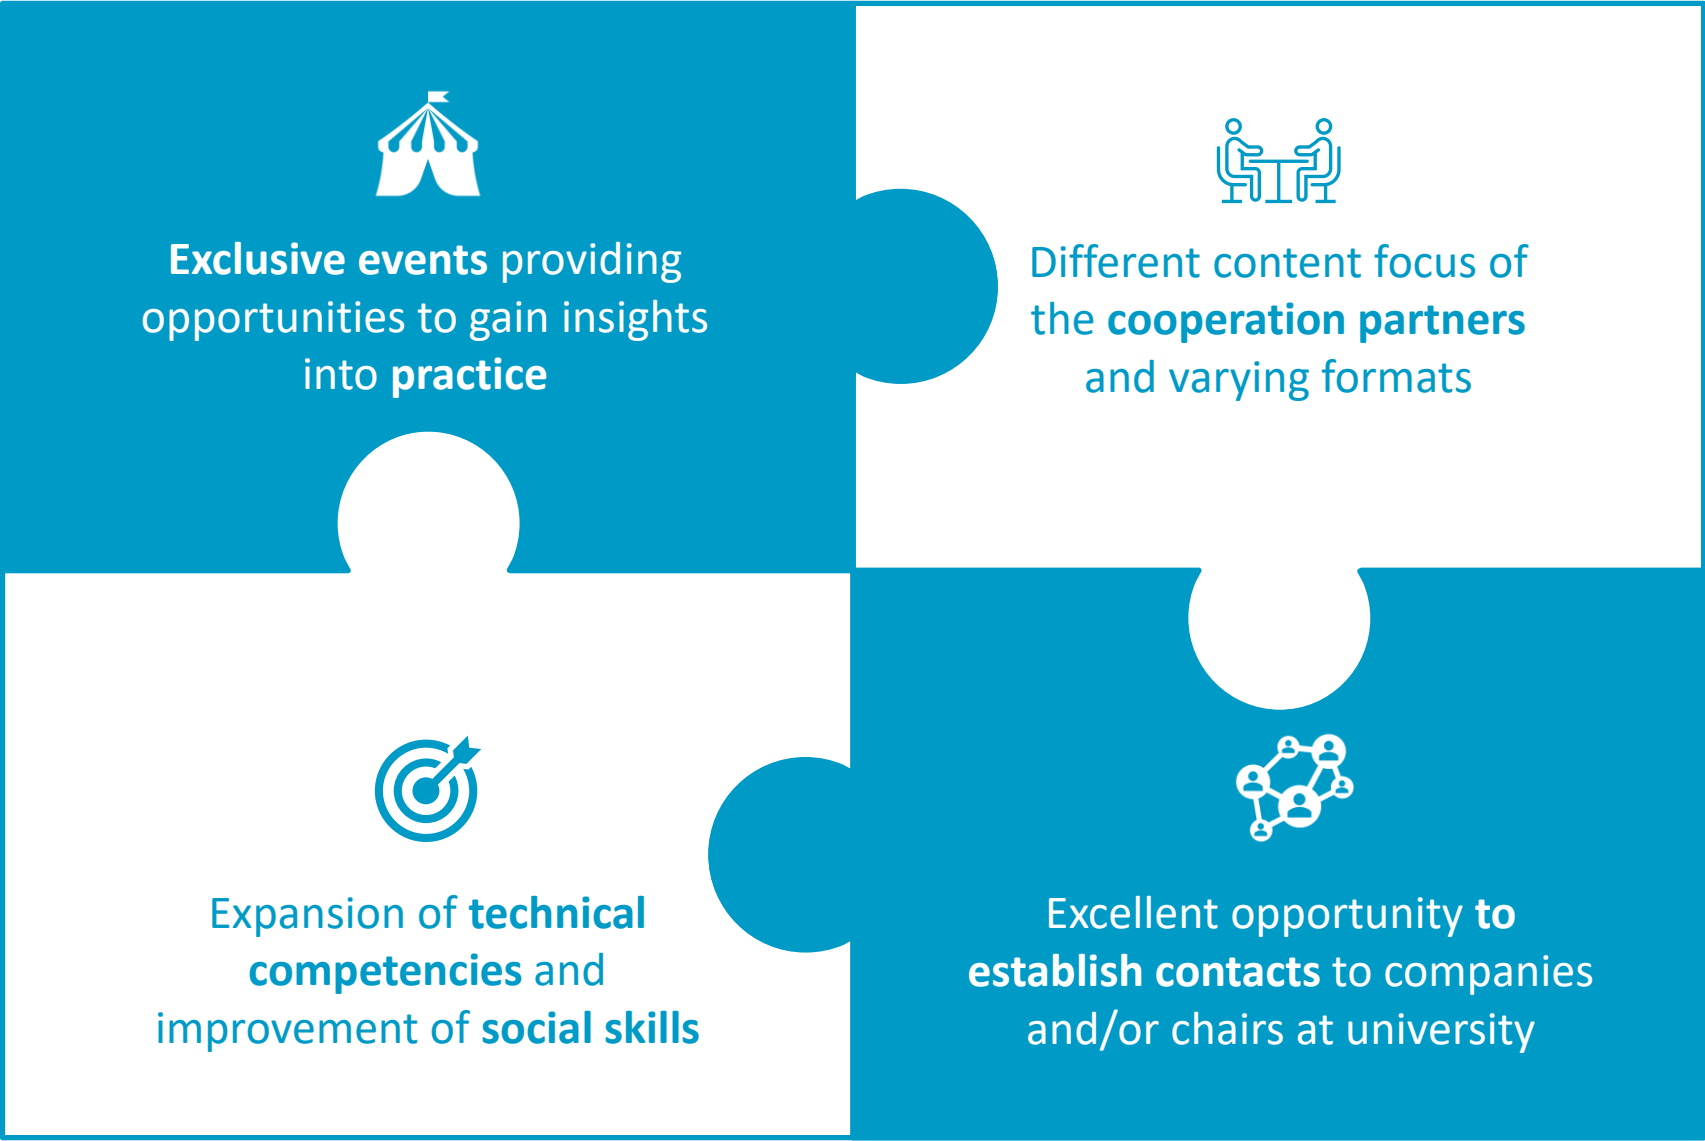 Exclusive events providing
opportunities to gain insights
into practice
Different content focus of
the cooperation partners
and varying formats
Expansion of technical
competencies and
improvement of social skills
Excellent opportunity to
establish contacts to companies
and/or chairs at university